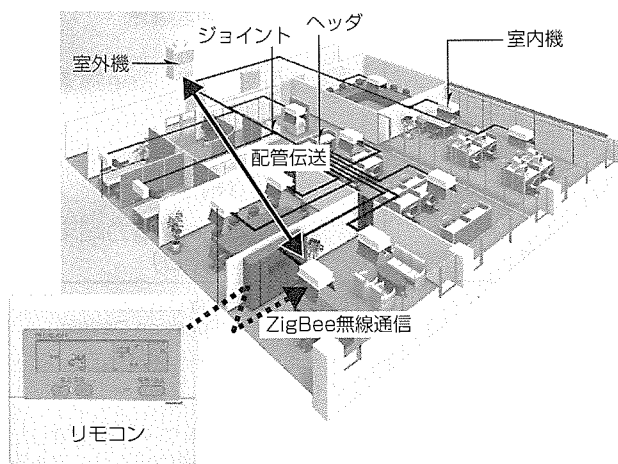 ヘッダ
ジョイント
室内機
室外機
配管伝送
ZigBee無線通信
リモコン